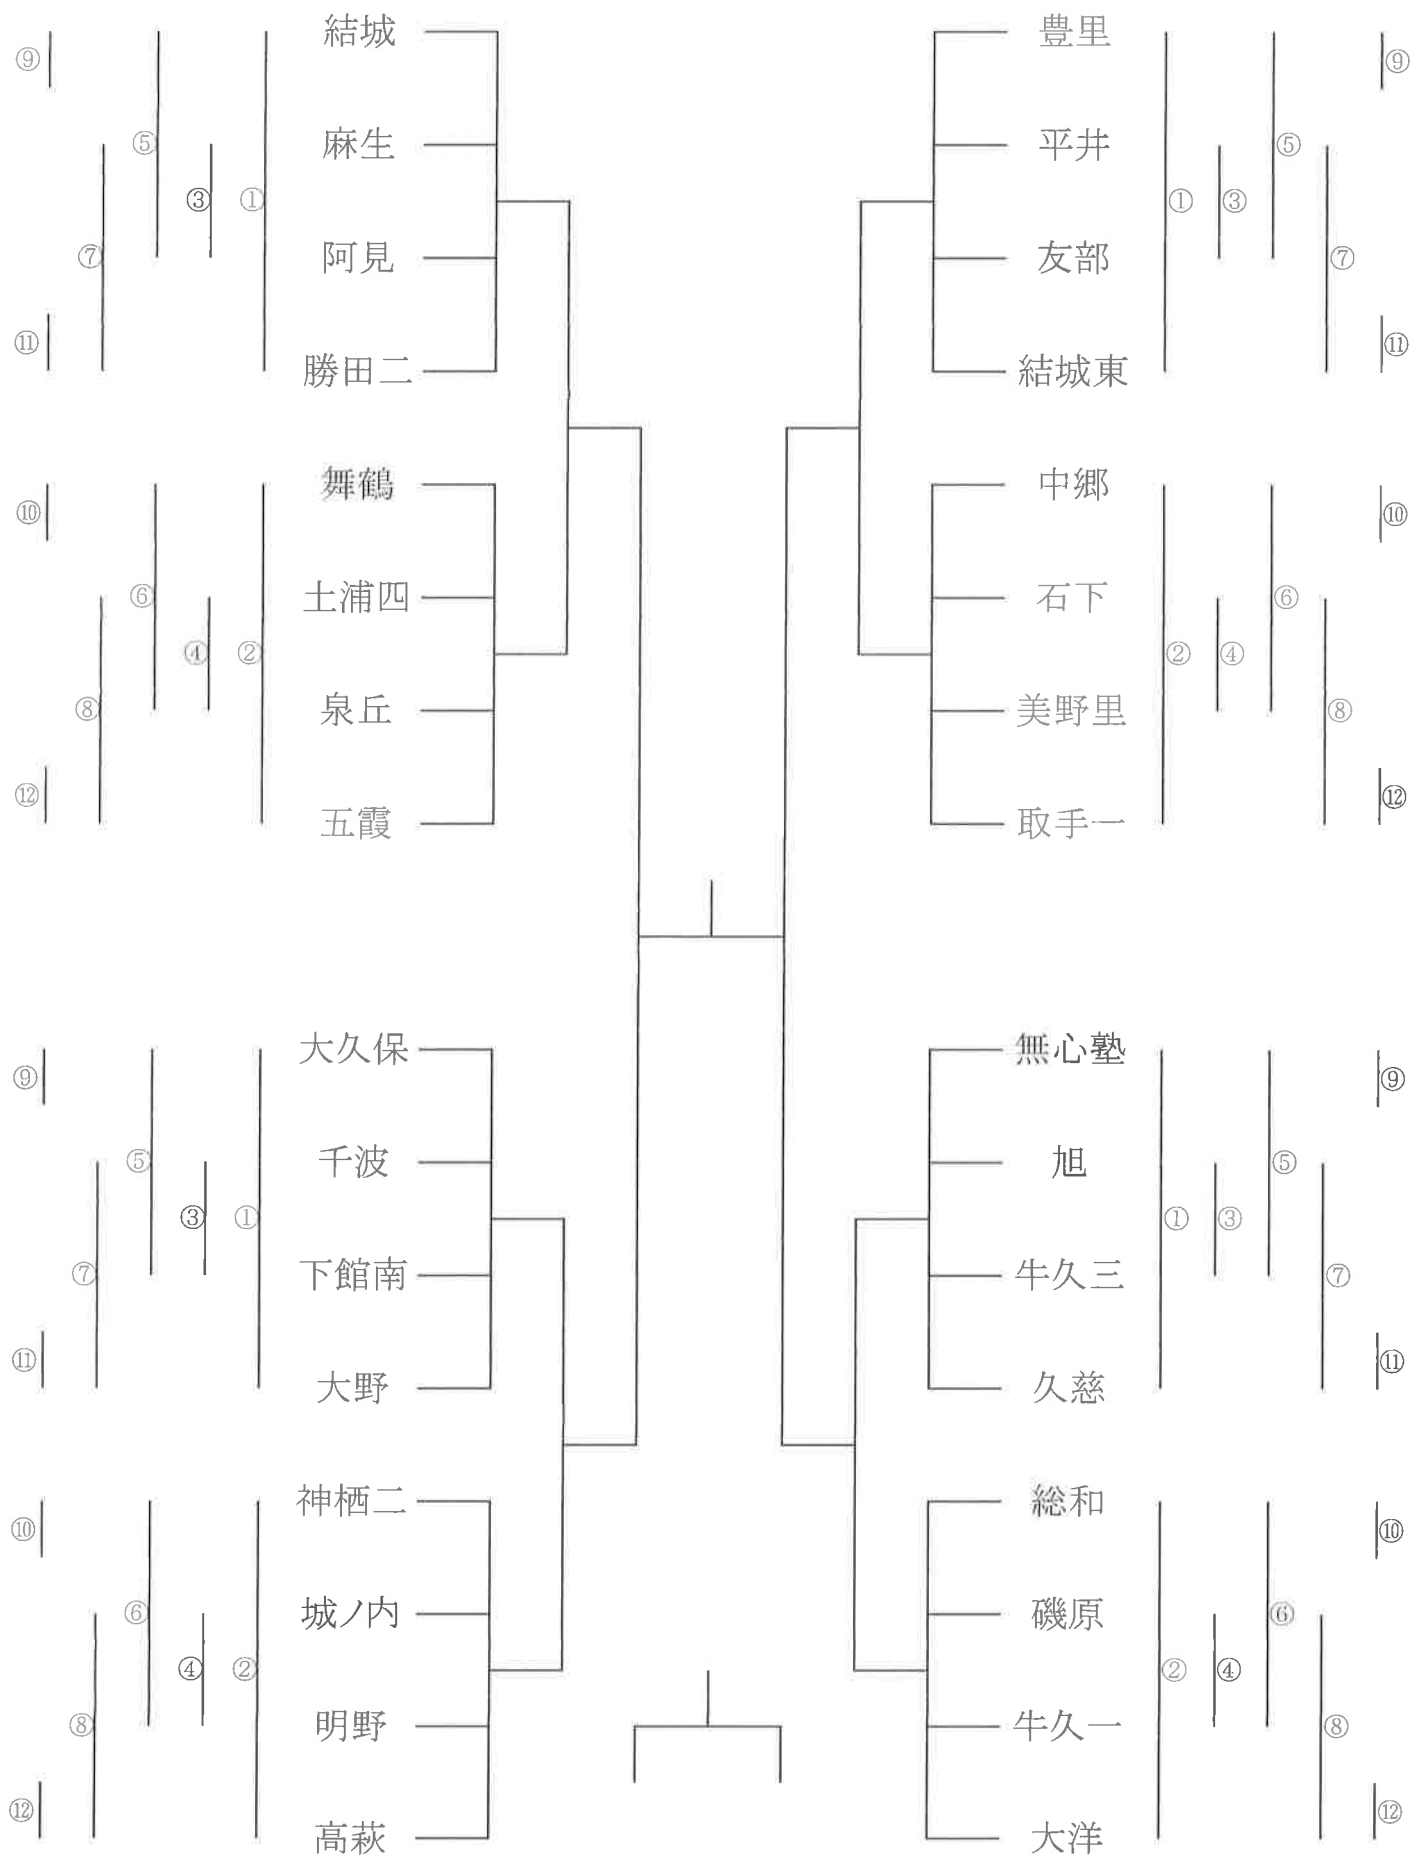 結城 豊里
⑨ ⑨
⑤ 麻生 平井 ⑤
③ ① ① ③
⑦ 阿見 友部 ⑦
⑪ ⑪
勝田二 結城東
舞鶴 中郷
⑩ ⑩
⑥ 土浦四 石下 ⑥
④ ② ② ④
⑧ 泉丘 美野里 ⑧
⑫ ⑫
五霞 取手一
大久保 無心塾
⑨ ⑨
⑤ 千波 旭 ⑤
③ ① ① ③
⑦ 下館南 牛久三 ⑦
⑪ ⑪
大野 久慈
神栖二 総和
⑩ ⑩
⑥ 城ノ内 磯原 ⑥
④ ② ② ④
⑧ 明野 牛久一 ⑧
⑫ ⑫
高萩 大洋